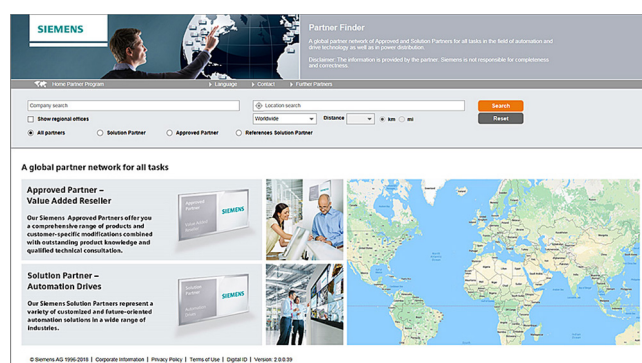 SIEMENS
Partner Finder
A global partner network of Approved and Solution Partners for all tasks in the field of automation and
drive technology as well as in power distribution.
Disclaimer: The information is provided by the partner. Siemens is not responsible for completeness
and correctness.
Home Partner Program
Language
Contact
Further Partners
Company search
Location search
Search
Show regional offices
Worldwide
Distance
km
mi
Reset
All partners
Solution Partner
Approved Partner
References Solution Partner
A global partner network for all tasks
Approved Partner –
Value Added Reseller
Our Siemens Approved Partners offer you
a comprehensive range of products and
customer-specific modifications combined
with outstanding product knowledge and
qualified technical consultation.
Approved
Partner
SIEMENS
Solution Partner –
Automation Drives
Our Siemens Solution Partners represent a
variety of customized and future-oriented
automation solutions in a wide range of
industries.
Solution
Partner
SIEMENS
© Siemens AG 1996-2018 | Corporate Information | Privacy Policy | Terms of Use | Digital ID | Version: 2.0.0.39